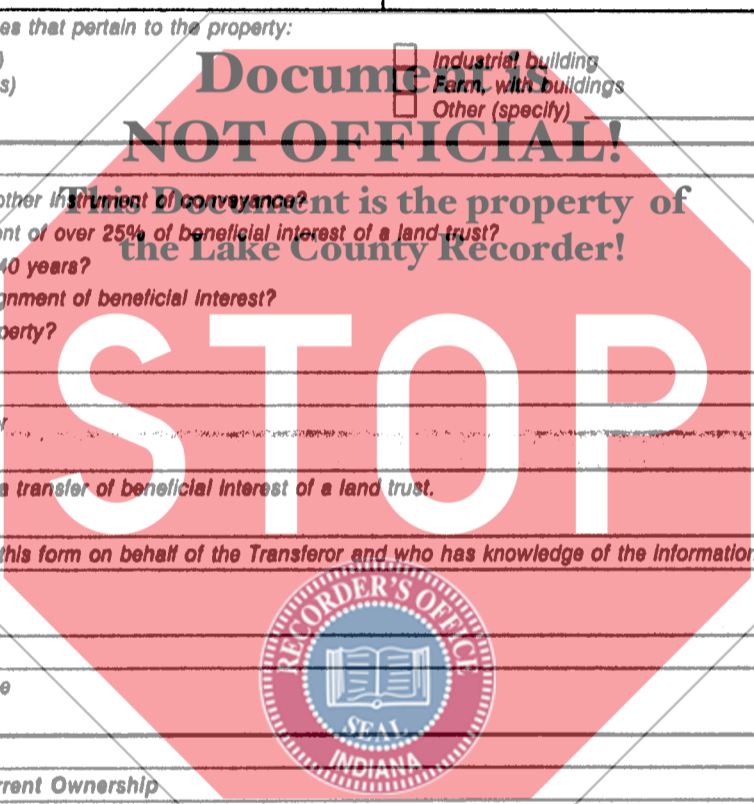 es that pertain to the property:
)
Industrial building
s)
Farm, with buildings
Other (specify)
Document is
NOT OFFICIAL!
other instrument of conveyance?
This Document is the property of
nt of over 25% of beneficial interest of a land trust?
the Lake County Recorder!
40 years?
gnment of beneficial interest?
perty?
STOP
a transfer of beneficial interest of a land trust.
this form on behalf of the Transferor and who has knowledge of the information
RECORDER'S OFFICE
SEAL
INDIANA
e
rrent Ownership